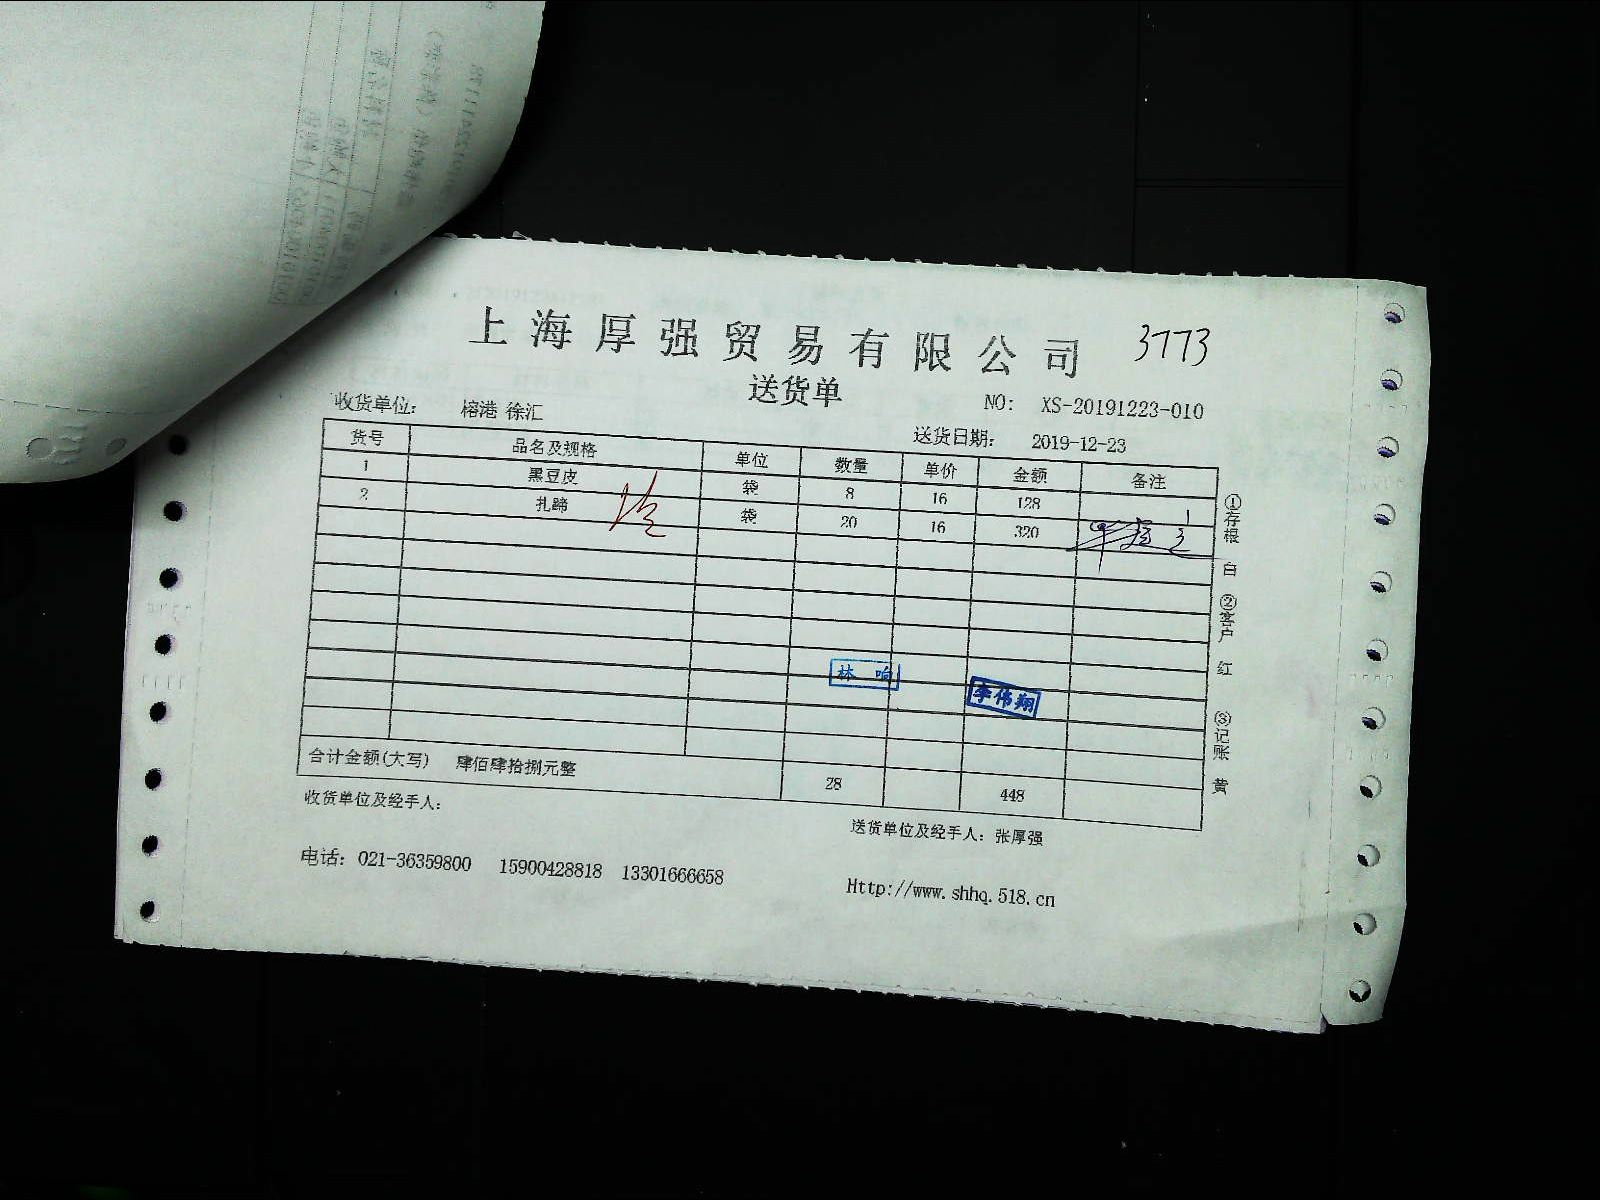 上海厚强贸易有限公司 3773
送货单
收货单位： 榕港 徐汇 NO: XS-20191223-010
送货日期： 2019-12-23
货号 品名及规格 单位 数量 单价 金额 备注
1 黑豆皮 袋 8 16 128
2 扎蹄 袋 20 16 320
①存根 白 ②客户 红 ③记账 黄
林响
李伟翔
合计金额(大写) 肆佰肆拾捌元整 28 448
收货单位及经手人：
送货单位及经手人：张厚强
电话：021-36359800 15900428818 13301666658
Http://www.shhq.518.cn